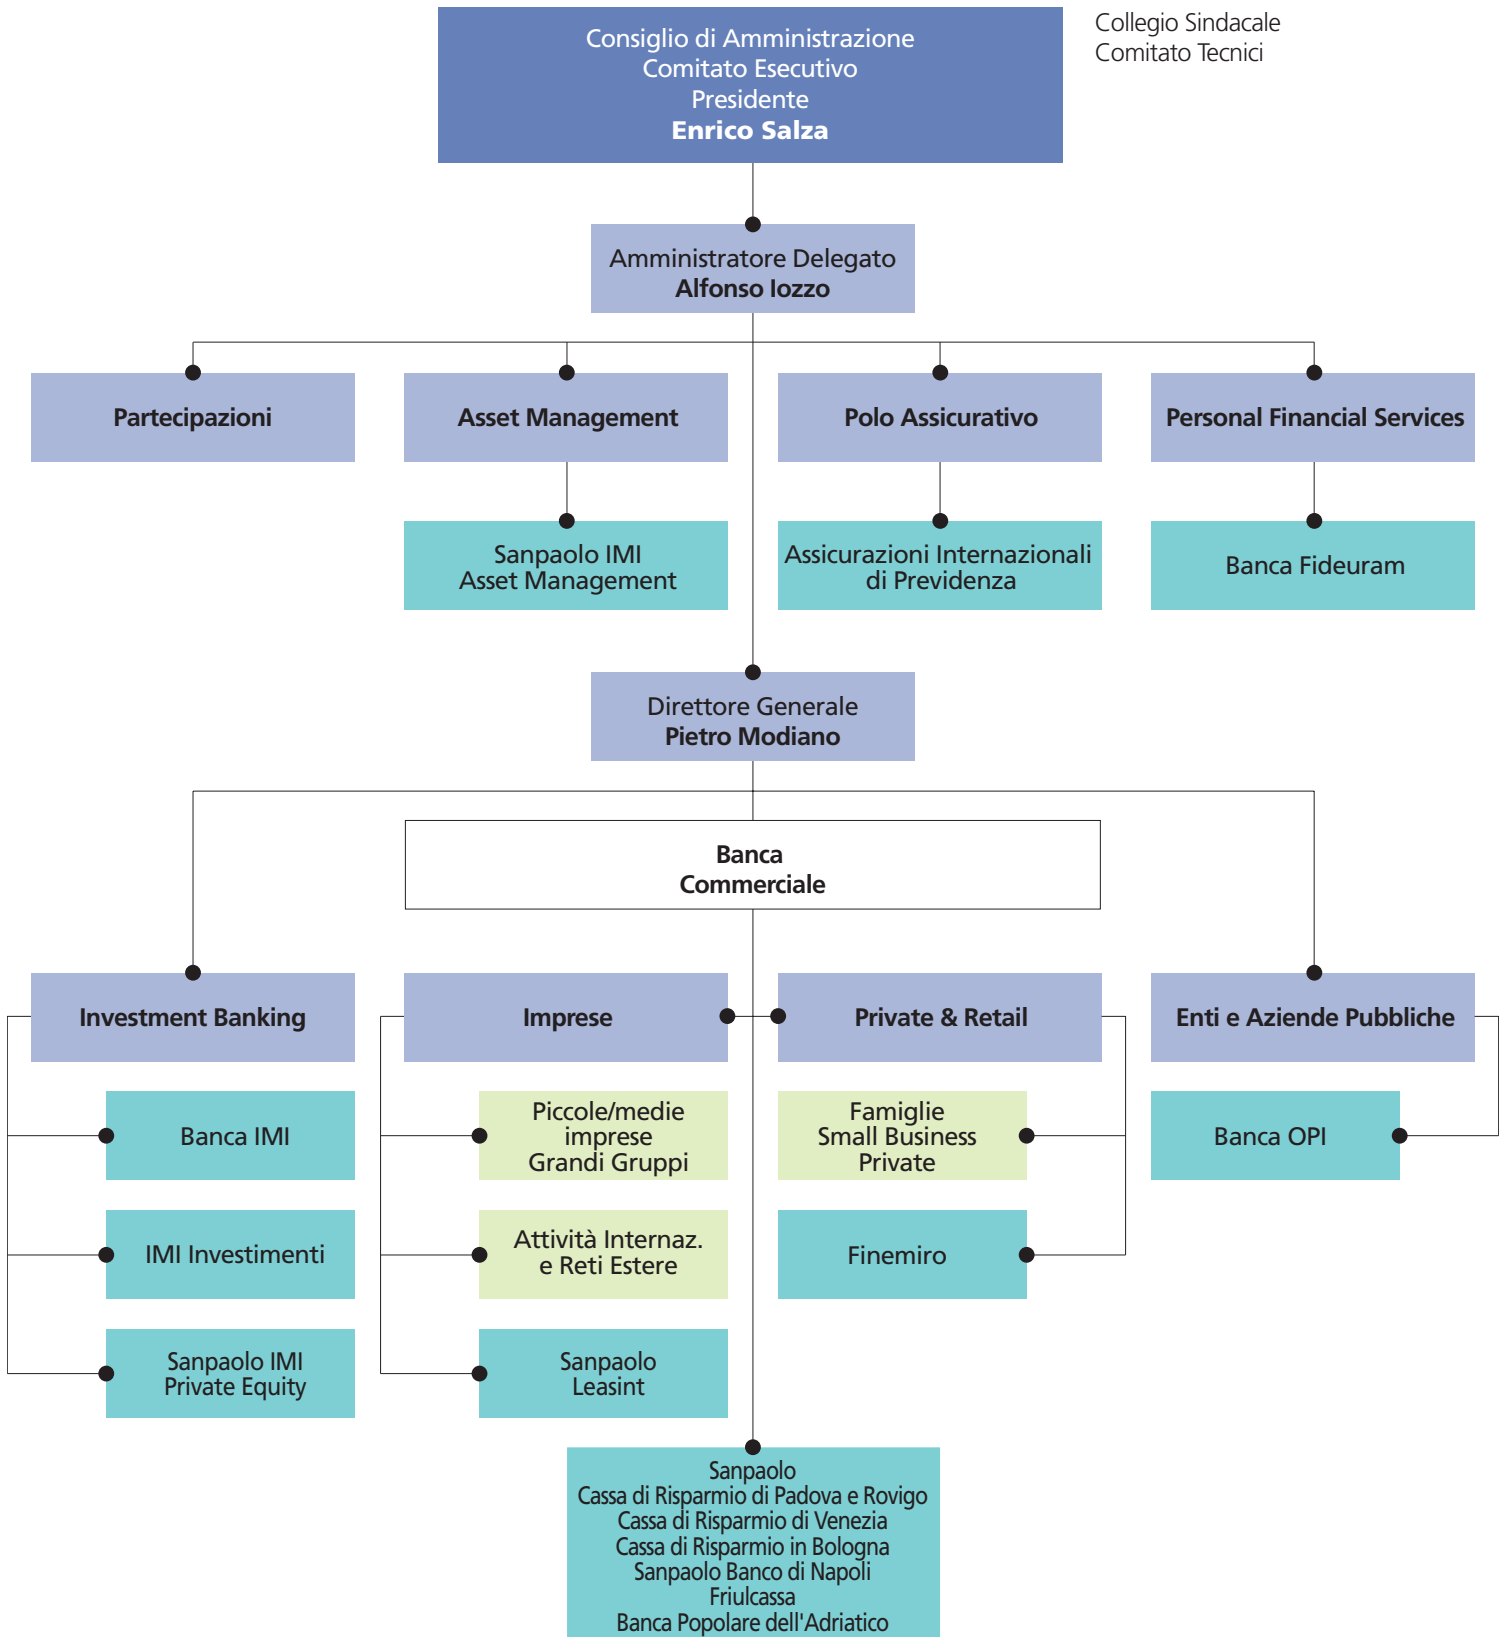 Consiglio di Amministrazione
Comitato Esecutivo
Presidente
Enrico Salza
Collegio Sindacale
Comitato Tecnici
Amministratore Delegato
Alfonso Iozzo
Partecipazioni
Asset Management
Polo Assicurativo
Personal Financial Services
Sanpaolo IMI
Asset Management
Assicurazioni Internazionali
di Previdenza
Banca Fideuram
Direttore Generale
Pietro Modiano
Banca
Commerciale
Investment Banking
Imprese
Private & Retail
Enti e Aziende Pubbliche
Banca IMI
Piccole/medie
imprese
Grandi Gruppi
Famiglie
Small Business
Private
Banca OPI
IMI Investimenti
Attività Internaz.
e Reti Estere
Finemiro
Sanpaolo IMI
Private Equity
Sanpaolo
Leasint
Sanpaolo
Cassa di Risparmio di Padova e Rovigo
Cassa di Risparmio di Venezia
Cassa di Risparmio in Bologna
Sanpaolo Banco di Napoli
Friulcassa
Banca Popolare dell'Adriatico